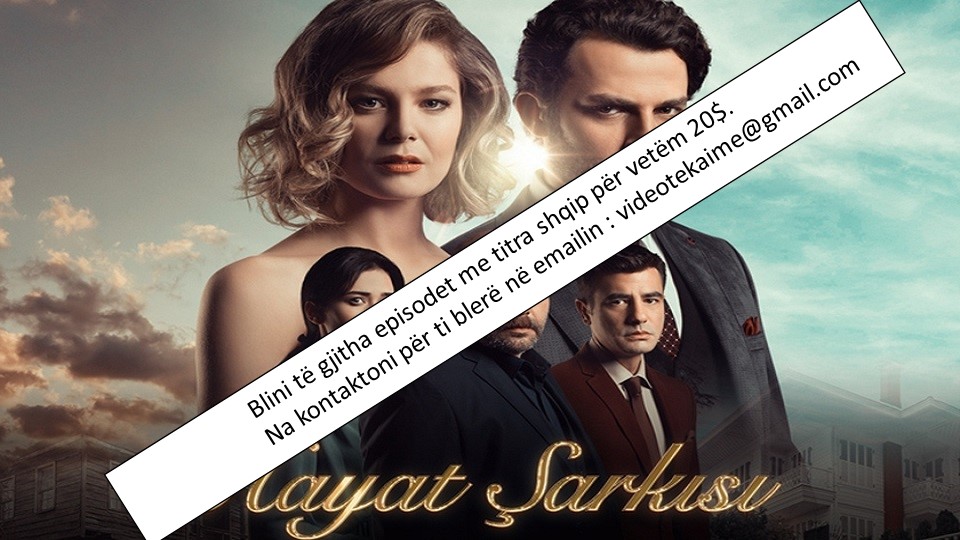 Blini të gjitha episodet me titra shqip për vetëm 20$.
Na kontaktoni për ti blerë në emailin : videotekaime@gmail.com
Hayat Şarkısı